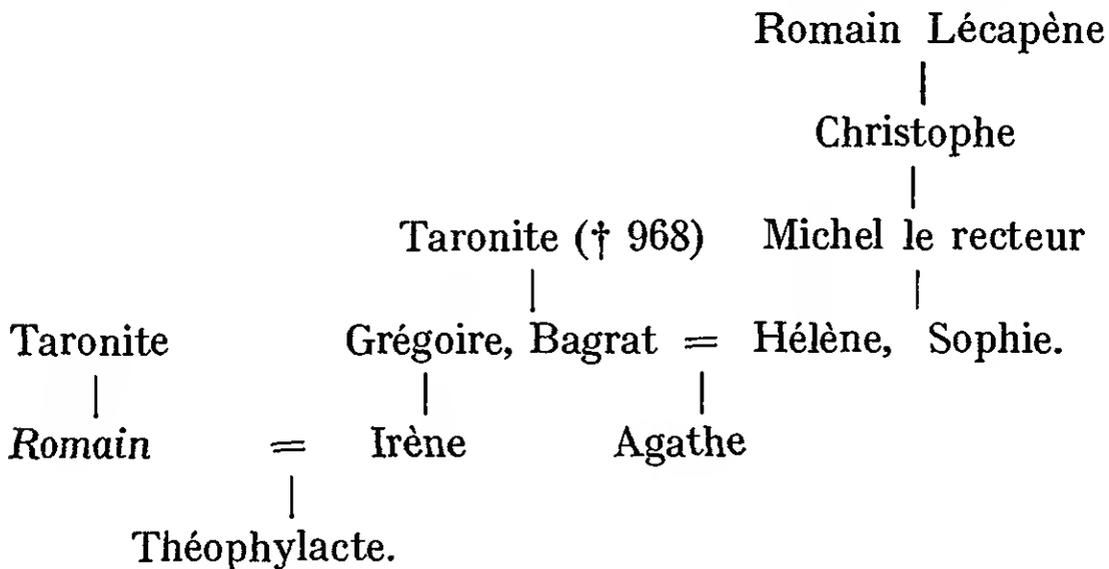 Romain Lécapène
Christophe
Taronite († 968) Michel le recteur
Taronite Grégoire, Bagrat = Hélène, Sophie.
Romain = Irène Agathe
Théophylacte.